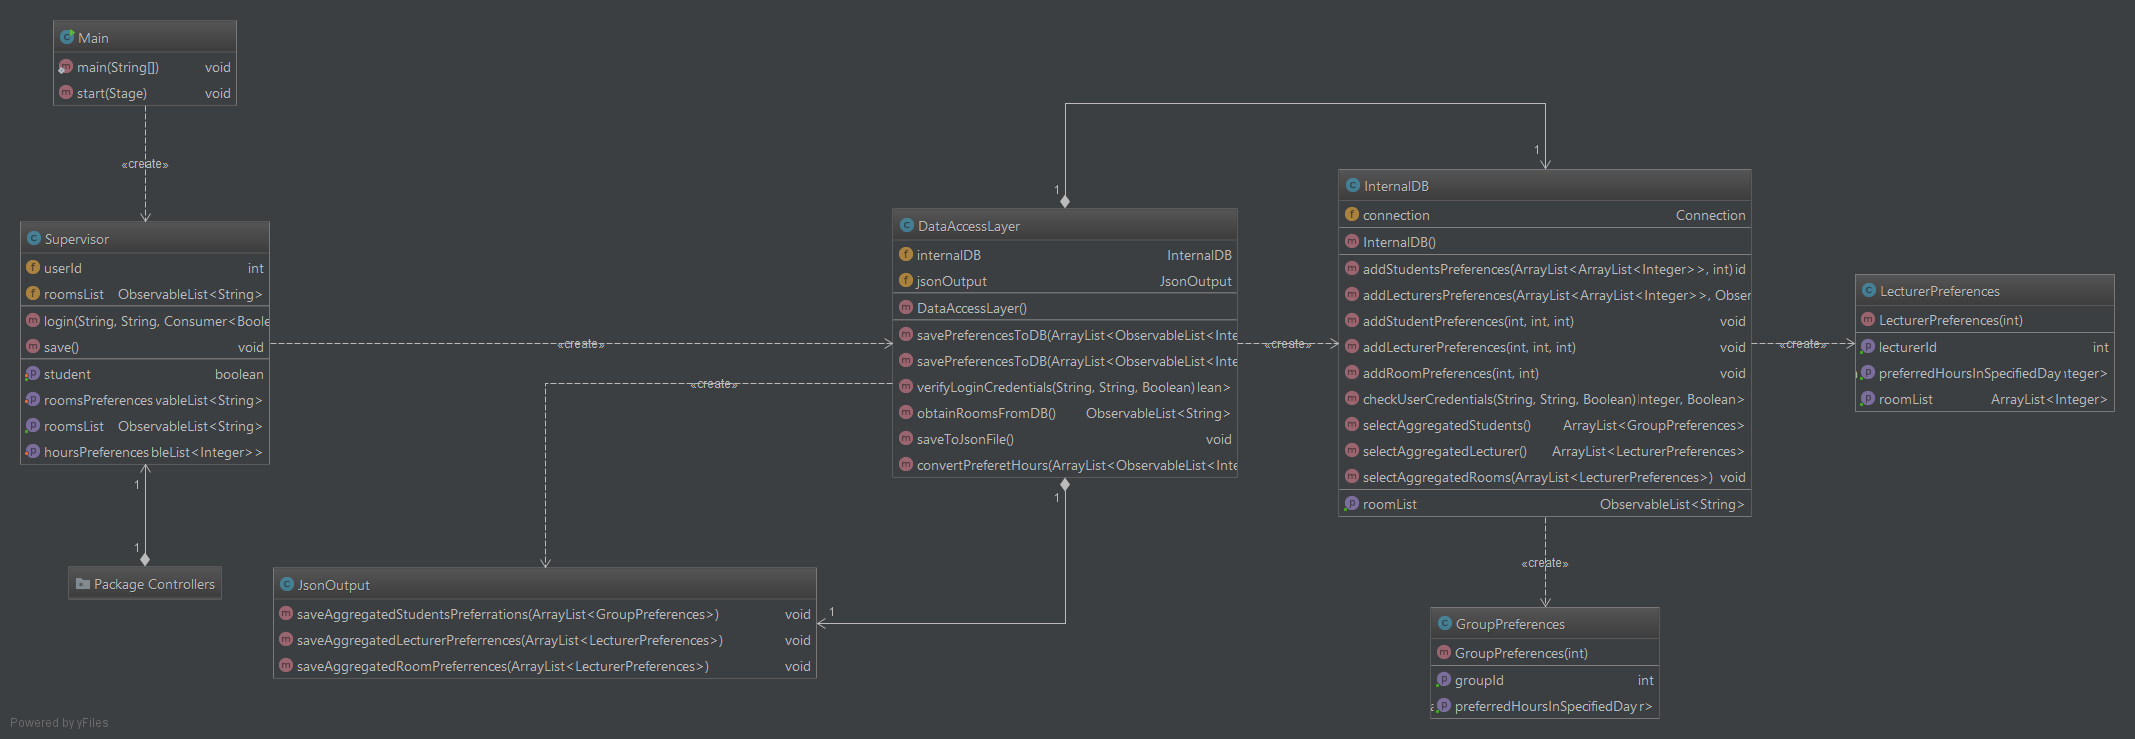 Main
main(String[]) void
start(Stage) void
«create»
Supervisor
userId int
roomsList ObservableList<String>
login(String, String, Consumer<Boole
save() void
student boolean
roomsPreferences vableList<String>
roomsList ObservableList<String>
hoursPreferences bleList<Integer>>
1
1
Package Controllers
«create»
«create»
JsonOutput
saveAggregatedStudentsPreferrations(ArrayList<GroupPreferences>) void
saveAggregatedLecturerPreferrences(ArrayList<LecturerPreferences>) void
saveAggregatedRoomPreferrences(ArrayList<LecturerPreferences>) void
1
1
DataAccessLayer
internalDB InternalDB
jsonOutput JsonOutput
DataAccessLayer()
savePreferencesToDB(ArrayList<ObservableList<Inte
savePreferencesToDB(ArrayList<ObservableList<Inte
verifyLoginCredentials(String, String, Boolean) lean>
obtainRoomsFromDB() ObservableList<String>
saveToJsonFile() void
convertPreferetHours(ArrayList<ObservableList<Inte
1
1
«create»
InternalDB
connection Connection
InternalDB()
addStudentsPreferences(ArrayList<ArrayList<Integer>>, int) id
addLecturersPreferences(ArrayList<ArrayList<Integer>>, Obser
addStudentPreferences(int, int, int) void
addLecturerPreferences(int, int, int) void
addRoomPreferences(int, int) void
checkUserCredentials(String, String, Boolean) nteger, Boolean>
selectAggregatedStudents() ArrayList<GroupPreferences>
selectAggregatedLecturer() ArrayList<LecturerPreferences>
selectAggregatedRooms(ArrayList<LecturerPreferences>) void
roomList ObservableList<String>
«create»
LecturerPreferences
LecturerPreferences(int)
lecturerId int
preferredHoursInSpecifiedDay teger>
roomList ArrayList<Integer>
«create»
GroupPreferences
GroupPreferences(int)
groupId int
preferredHoursInSpecifiedDay r>
Powered by yFiles